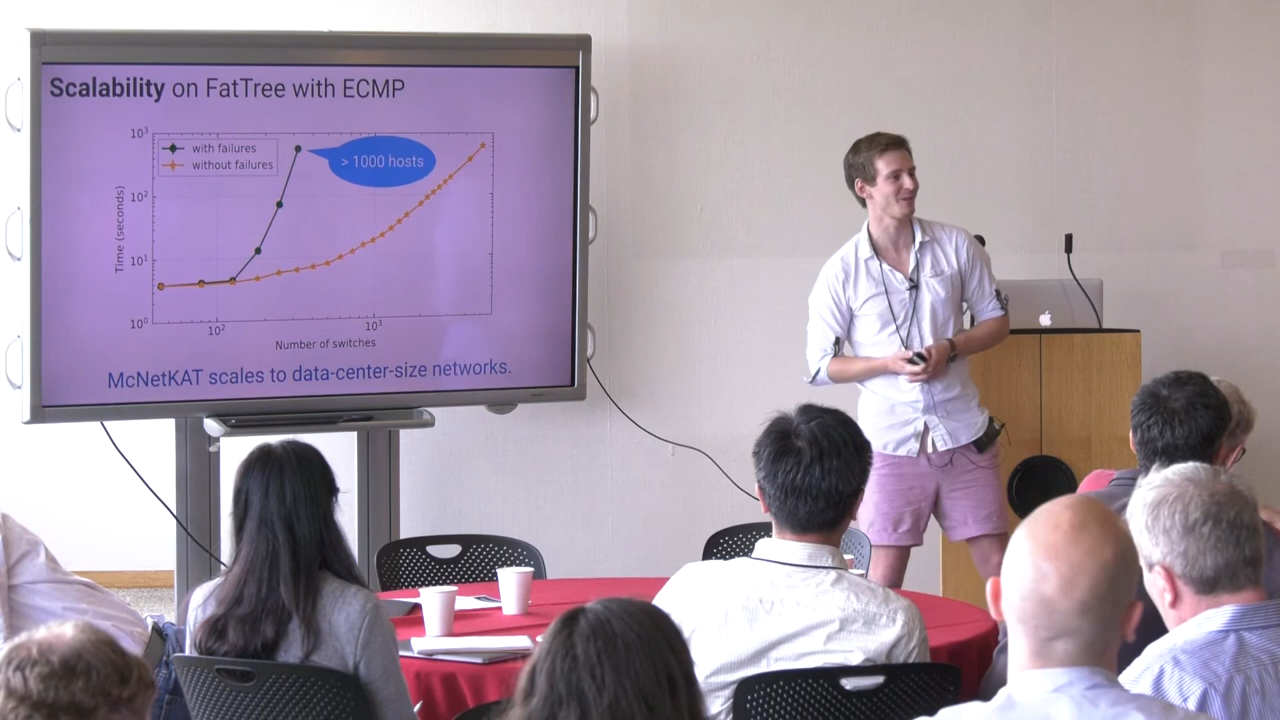 Scalability on FatTree with ECMP
10³
with failures
without failures
> 1000 hosts
10²
Time (seconds)
10¹
10⁰
10²
10³
Number of switches
McNetKAT scales to data-center-size networks.